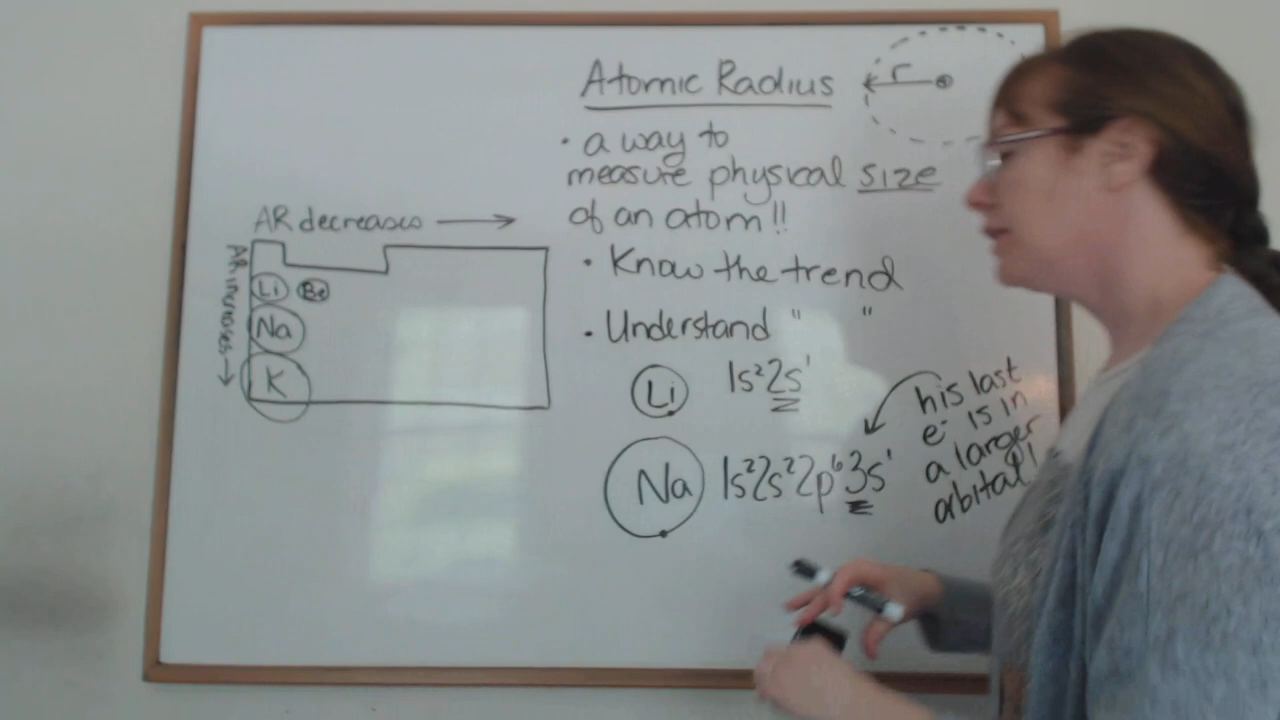 Atomic Radius
r
• a way to
measure physical size
of an atom!!
• Know the trend
• Understand " "
Li 1s²2s¹
Na 1s²2s²2p⁶3s¹
his last
e⁻ is in
a larger
orbital!
AR decreases →
AR increases →
Li Be
Na
K